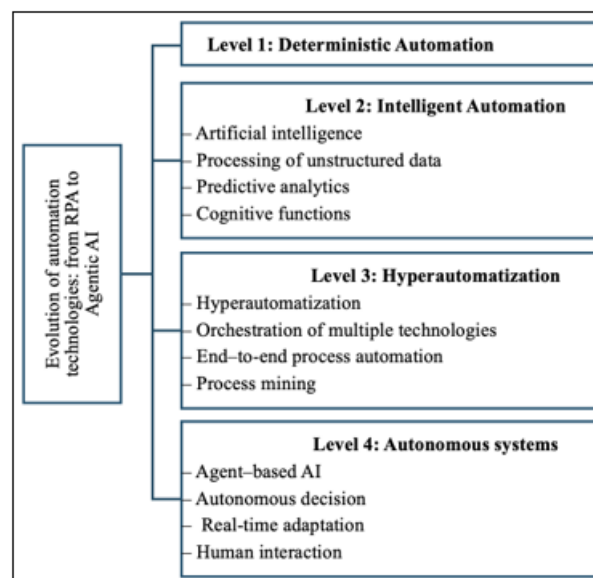 Evolution of automation
technologies: from RPA to
Agentic AI
Level 1: Deterministic Automation
Level 2: Intelligent Automation
– Artificial intelligence
– Processing of unstructured data
– Predictive analytics
– Cognitive functions
Level 3: Hyperautomatization
– Hyperautomatization
– Orchestration of multiple technologies
– End–to-end process automation
– Process mining
Level 4: Autonomous systems
– Agent–based AI
– Autonomous decision
– Real-time adaptation
– Human interaction